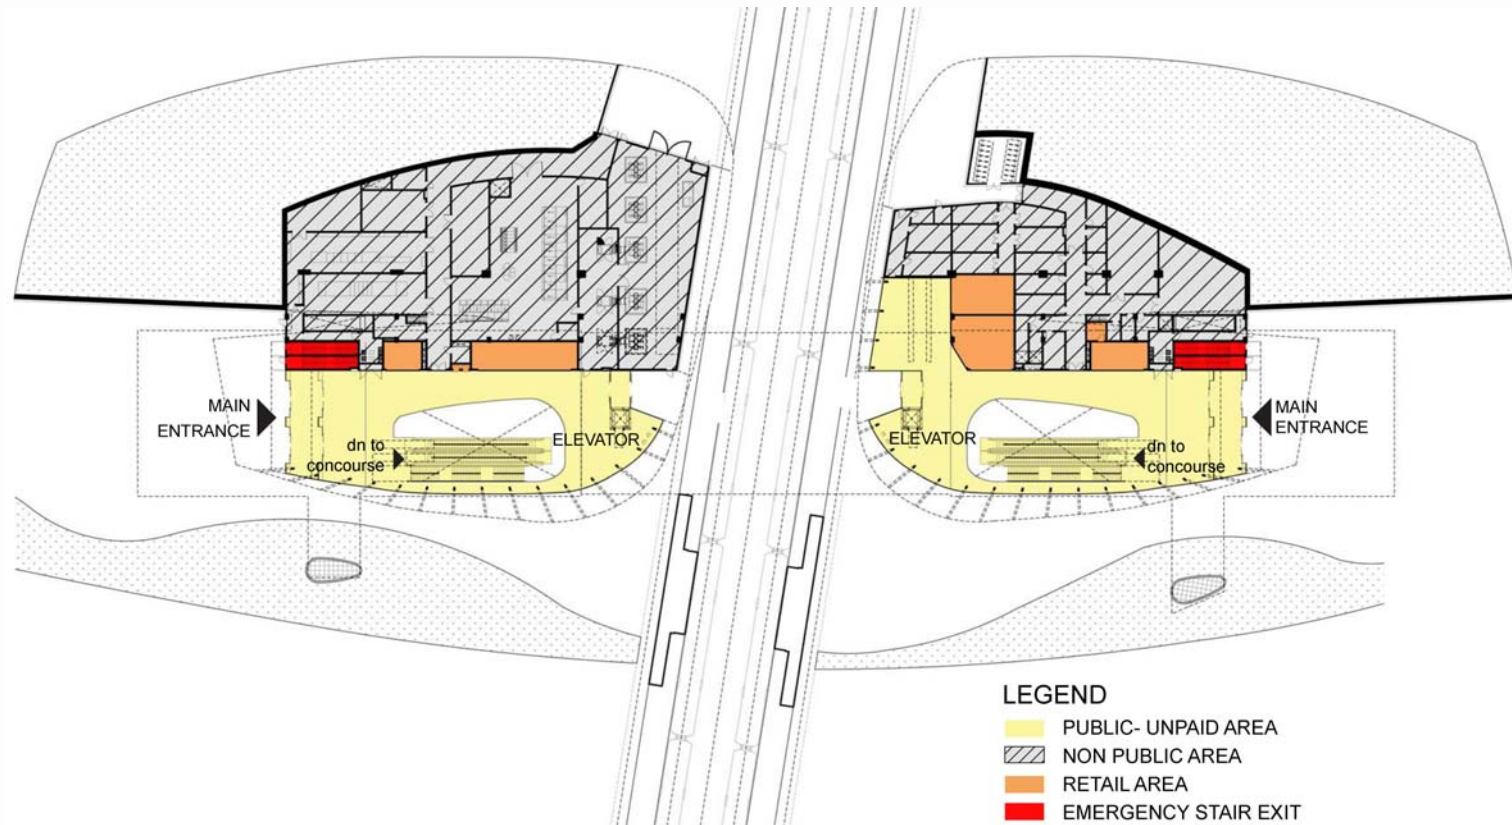 MAIN
ENTRANCE
dn to
concourse
ELEVATOR
ELEVATOR
dn to
concourse
MAIN
ENTRANCE
LEGEND
PUBLIC- UNPAID AREA
NON PUBLIC AREA
RETAIL AREA
EMERGENCY STAIR EXIT